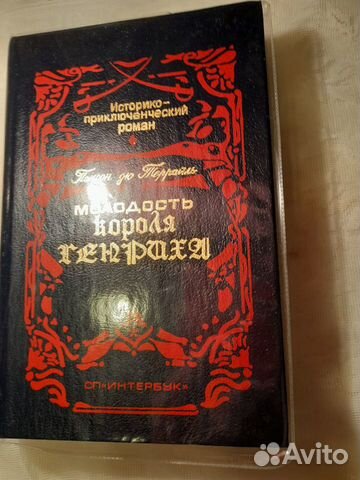 Историко-
приключенческий
роман
Понсон дю Террайль
МОЛОДОСТЬ
короля
ГЕНРИХА
СП «ИНТЕРБУК»
Avito